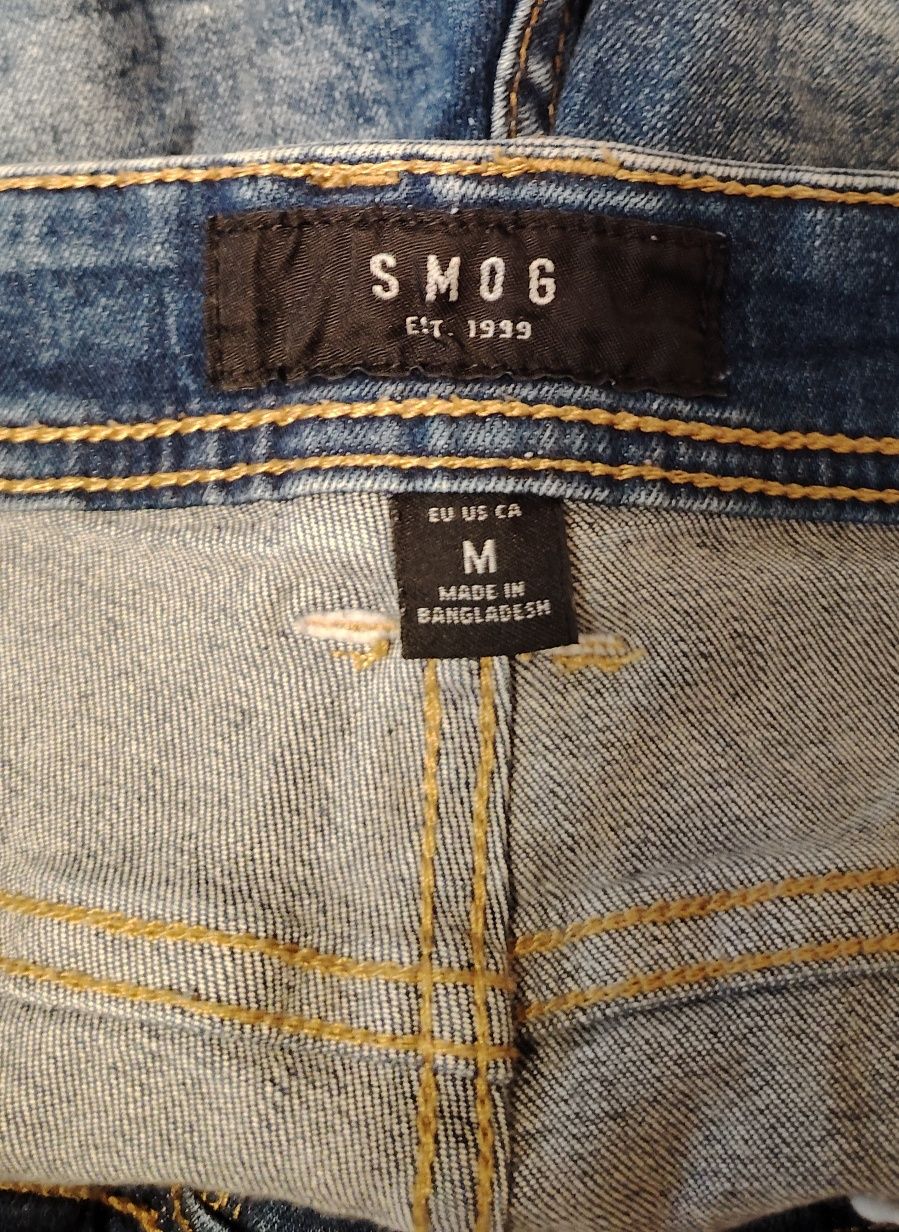 SMOG
EST. 1999
EU US CA
M
MADE IN
BANGLADESH